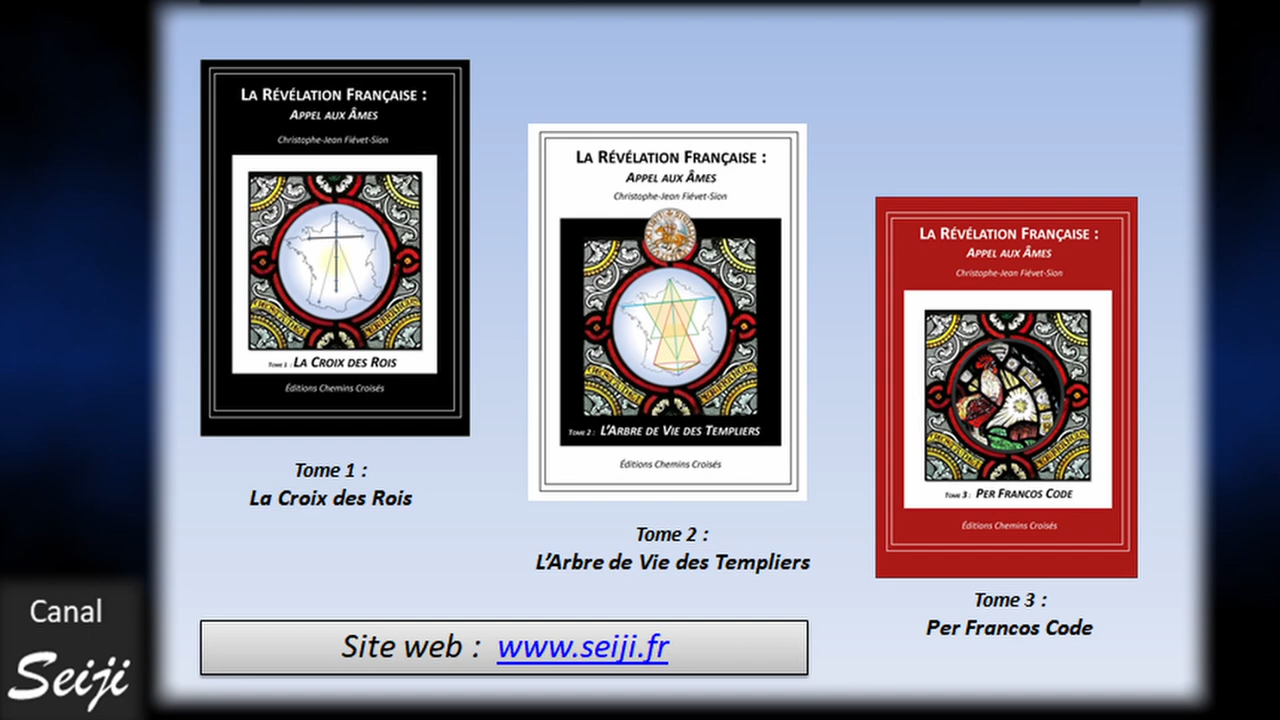 LA RÉVÉLATION FRANÇAISE :
APPEL AUX ÂMES
Christophe-Jean Fiévet-Sion
TOME 1 : LA CROIX DES ROIS
Éditions Chemins Croisés
Tome 1 :
La Croix des Rois
LA RÉVÉLATION FRANÇAISE :
APPEL AUX ÂMES
Christophe-Jean Fiévet-Sion
TOME 2 : L'ARBRE DE VIE DES TEMPLIERS
Éditions Chemins Croisés
Tome 2 :
L'Arbre de Vie des Templiers
LA RÉVÉLATION FRANÇAISE :
APPEL AUX ÂMES
Christophe-Jean Fiévet-Sion
TOME 3 : PER FRANCOS CODE
Éditions Chemins Croisés
Tome 3 :
Per Francos Code
Site web : www.seiji.fr
Canal
Seiji